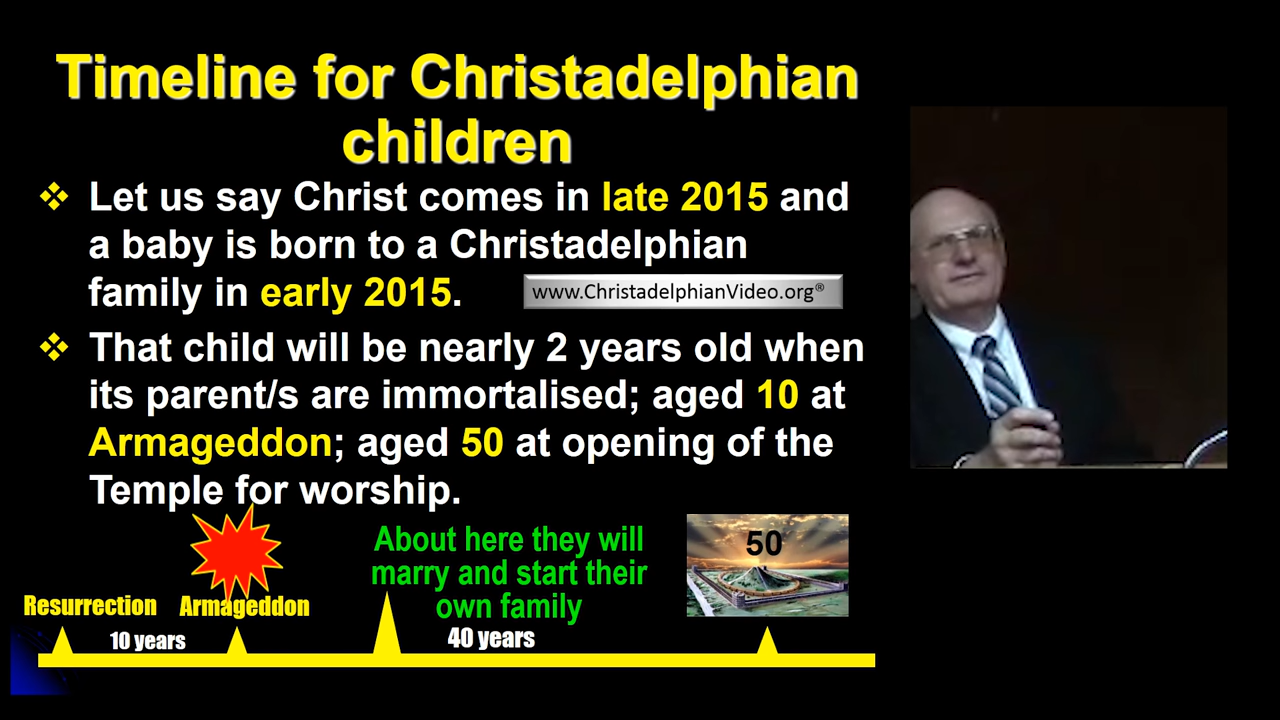 Timeline for Christadelphian
children
Let us say Christ comes in late 2015 and
a baby is born to a Christadelphian
family in early 2015.
www.ChristadelphianVideo.org®
That child will be nearly 2 years old when
its parent/s are immortalised; aged 10 at
Armageddon; aged 50 at opening of the
Temple for worship.
About here they will
marry and start their
own family
50
Resurrection
Armageddon
10 years
40 years